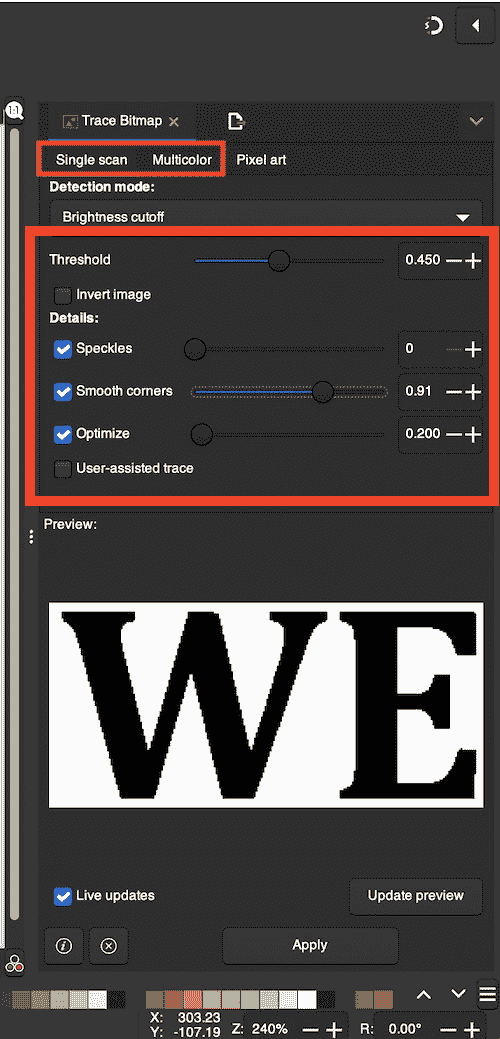 1:1
Trace Bitmap
Single scan Multicolor Pixel art
Detection mode:
Brightness cutoff
Threshold 0.450
Invert image
Details:
Speckles 0
Smooth corners 0.91
Optimize 0.200
User-assisted trace
Preview:
WE
Live updates Update preview
Apply
X: 303.23
Y: -107.19 Z: 240% R: 0.00°